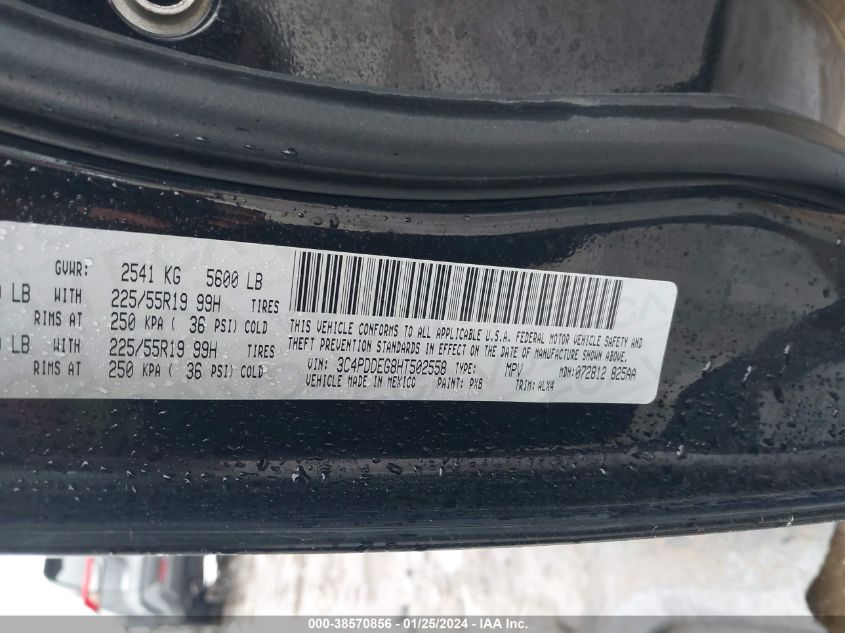 GVWR: 2541 KG 5600 LB
LB WITH 225/55R19 99H TIRES
RIMS AT 250 KPA ( 36 PSI) COLD
LB WITH 225/55R19 99H TIRES
RIMS AT 250 KPA ( 36 PSI) COLD
THIS VEHICLE CONFORMS TO ALL APPLICABLE U.S.A. FEDERAL MOTOR VEHICLE SAFETY AND
THEFT PREVENTION STANDARDS IN EFFECT ON THE DATE OF MANUFACTURE SHOWN ABOVE.
VIN: 3C4PDDEG8HT502558 TYPE: MPV MDH: 072812 825AA
VEHICLE MADE IN MEXICO PAINT: PX8 TRIM: ALX4
000-38570856 - 01/25/2024 - IAA Inc.